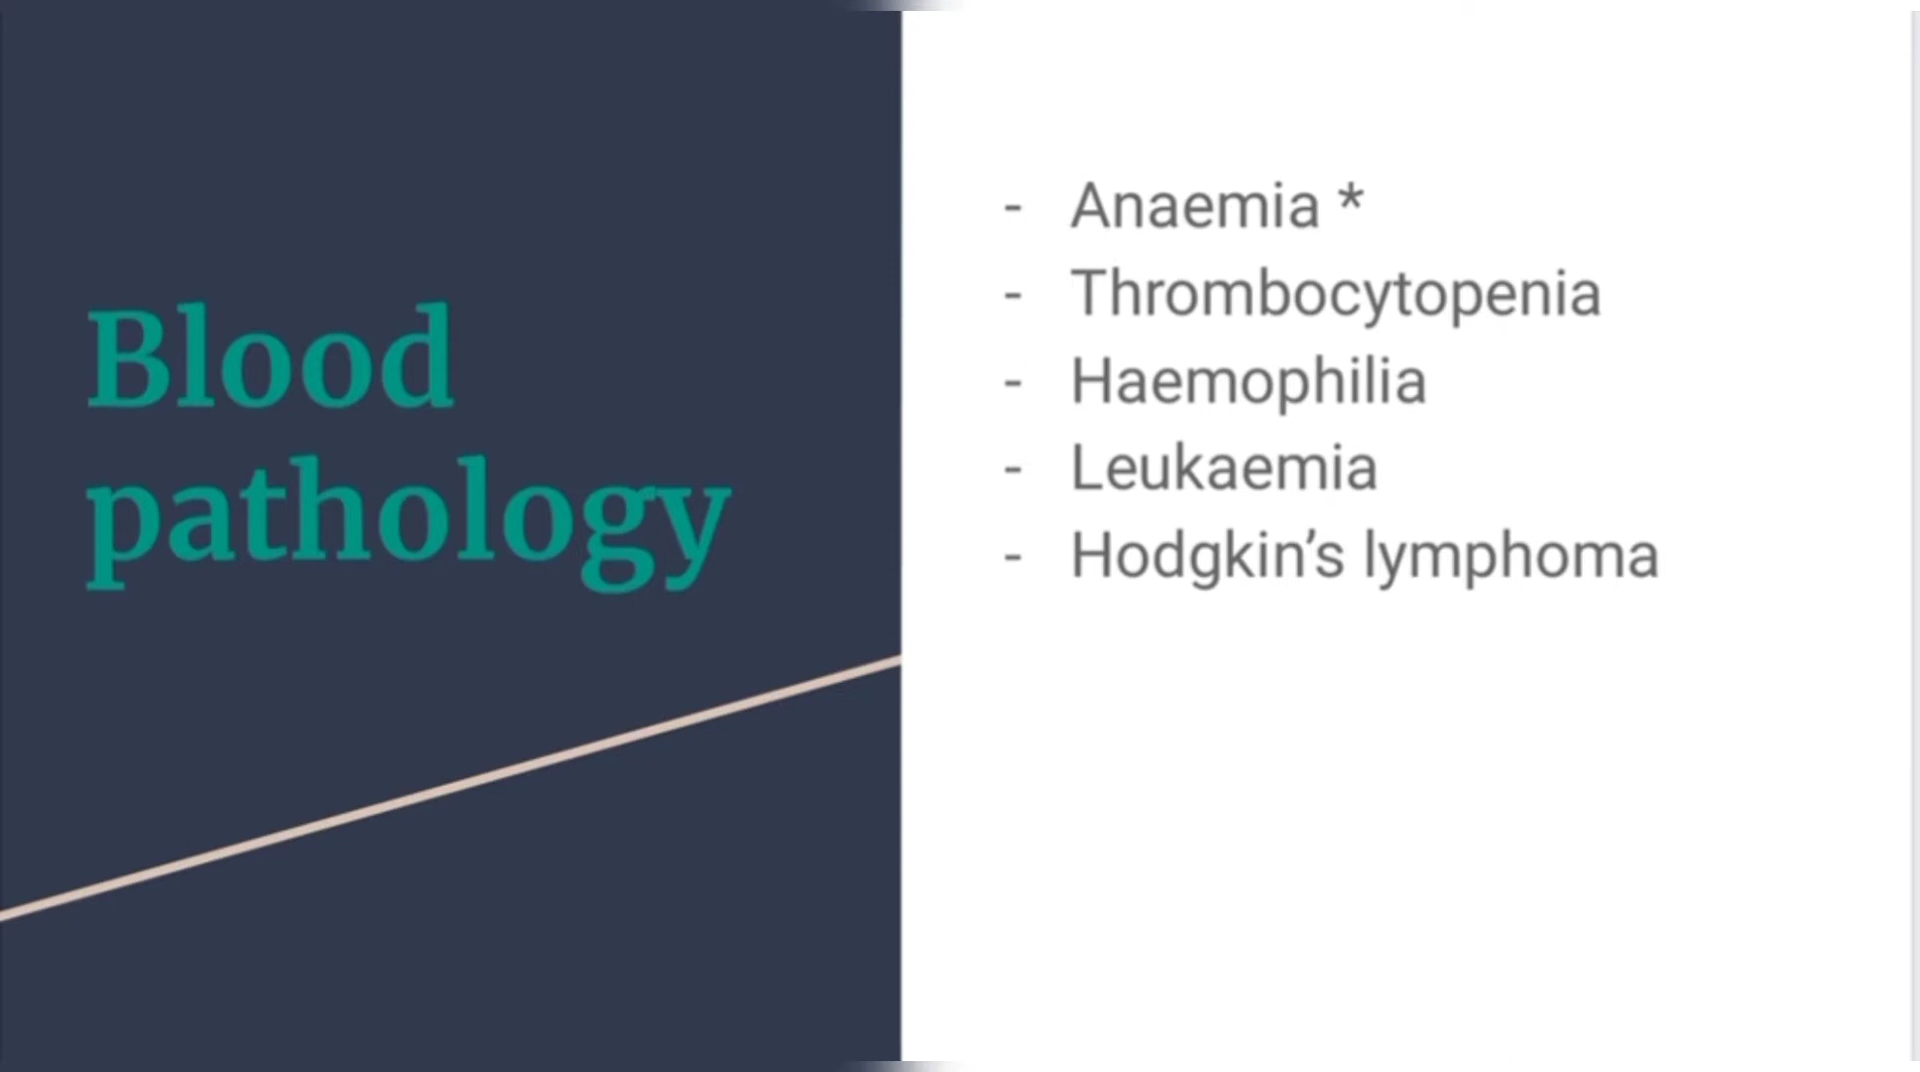 Blood
pathology
- Anaemia *
- Thrombocytopenia
- Haemophilia
- Leukaemia
- Hodgkin’s lymphoma